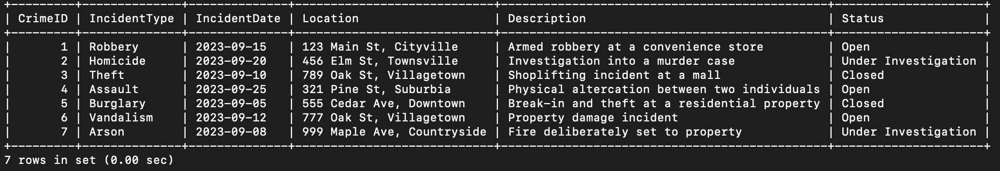 +----------+---------------+---------------+----------------------------+-----------------------------------------------+---------------------+
| CrimeID | IncidentType | IncidentDate | Location                   | Description                                   | Status              |
+----------+---------------+---------------+----------------------------+-----------------------------------------------+---------------------+
|       1 | Robbery      | 2023-09-15   | 123 Main St, Cityville     | Armed robbery at a convenience store          | Open                |
|       2 | Homicide     | 2023-09-20   | 456 Elm St, Townsville     | Investigation into a murder case              | Under Investigation |
|       3 | Theft        | 2023-09-10   | 789 Oak St, Villagetown    | Shoplifting incident at a mall                | Closed              |
|       4 | Assault      | 2023-09-25   | 321 Pine St, Suburbia      | Physical altercation between two individuals | Open                |
|       5 | Burglary     | 2023-09-05   | 555 Cedar Ave, Downtown    | Break-in and theft at a residential property | Closed              |
|       6 | Vandalism    | 2023-09-12   | 777 Oak St, Villagetown    | Property damage incident                      | Open                |
|       7 | Arson        | 2023-09-08   | 999 Maple Ave, Countryside | Fire deliberately set to property             | Under Investigation |
+----------+---------------+---------------+----------------------------+-----------------------------------------------+---------------------+
7 rows in set (0.00 sec)